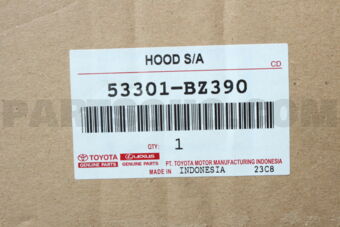 HOOD S/A
CD
53301-BZ390
QTY: 1
TOYOTA LEXUS
GENUINE PARTS GENUINE PARTS PT. TOYOTA MOTOR MANUFACTURING INDONESIA
MADE IN INDONESIA 23C8